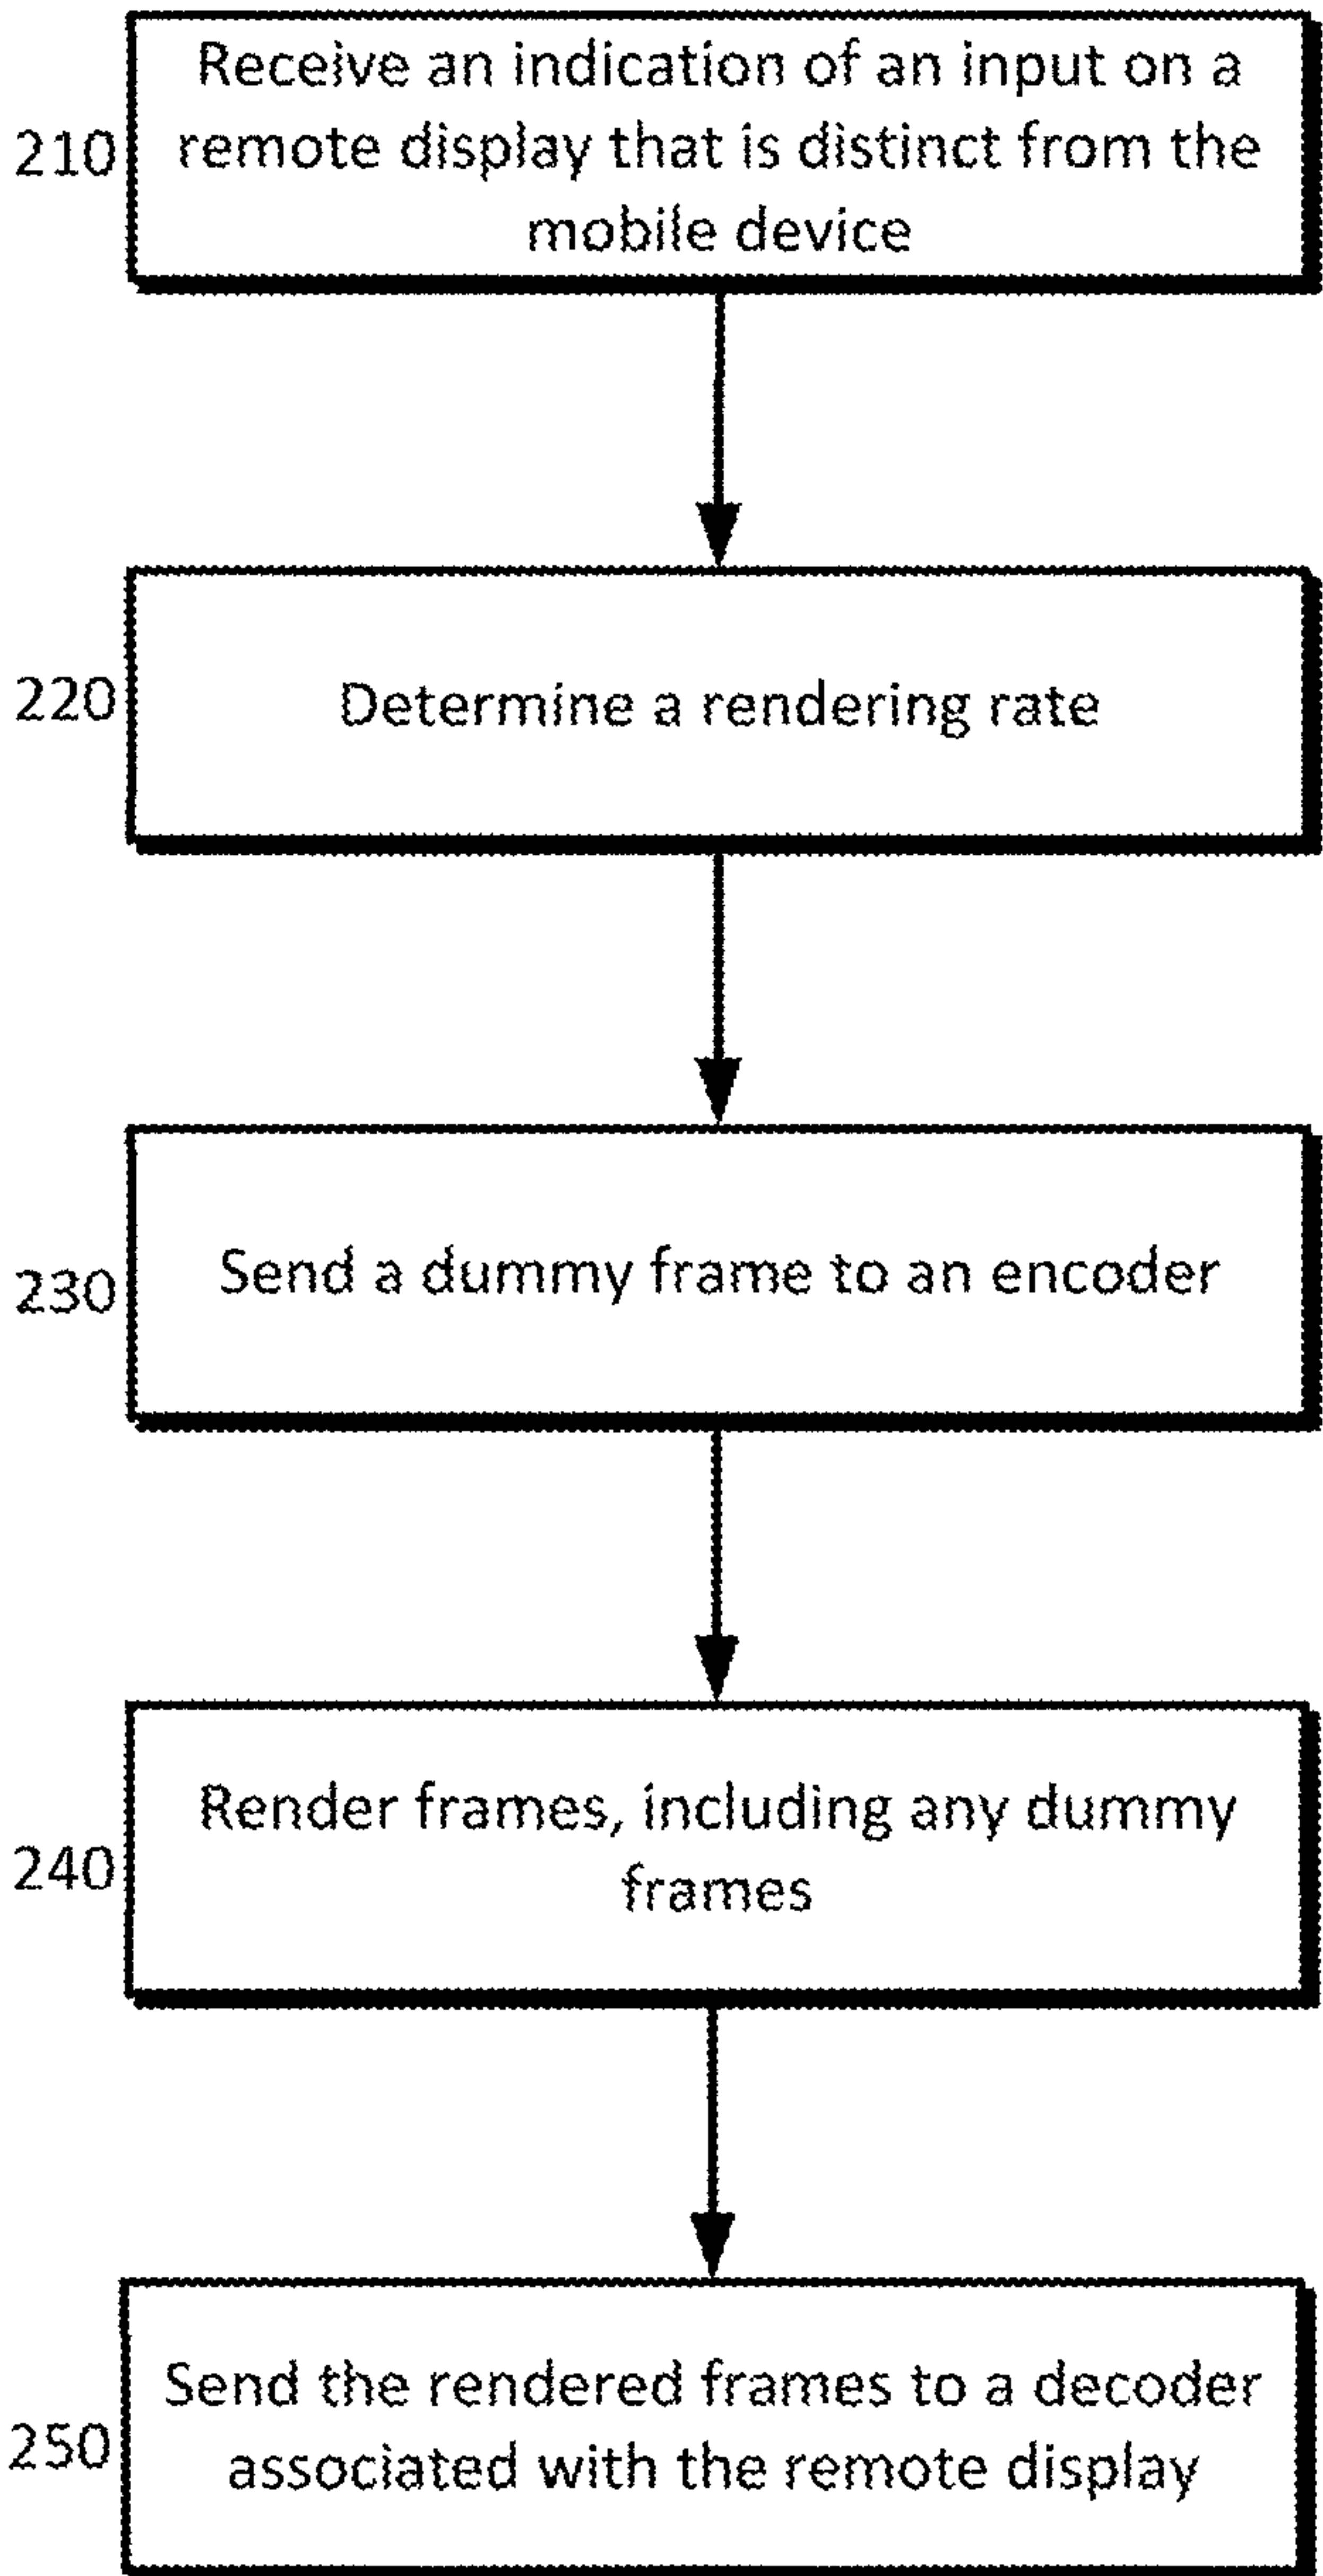 Receive an indication of an input on a
210 remote display that is distinct from the
mobile device
220 Determine a rendering rate
230 Send a dummy frame to an encoder
Render frames, including any dummy
240 frames
Send the rendered frames to a decoder
250 associated with the remote display